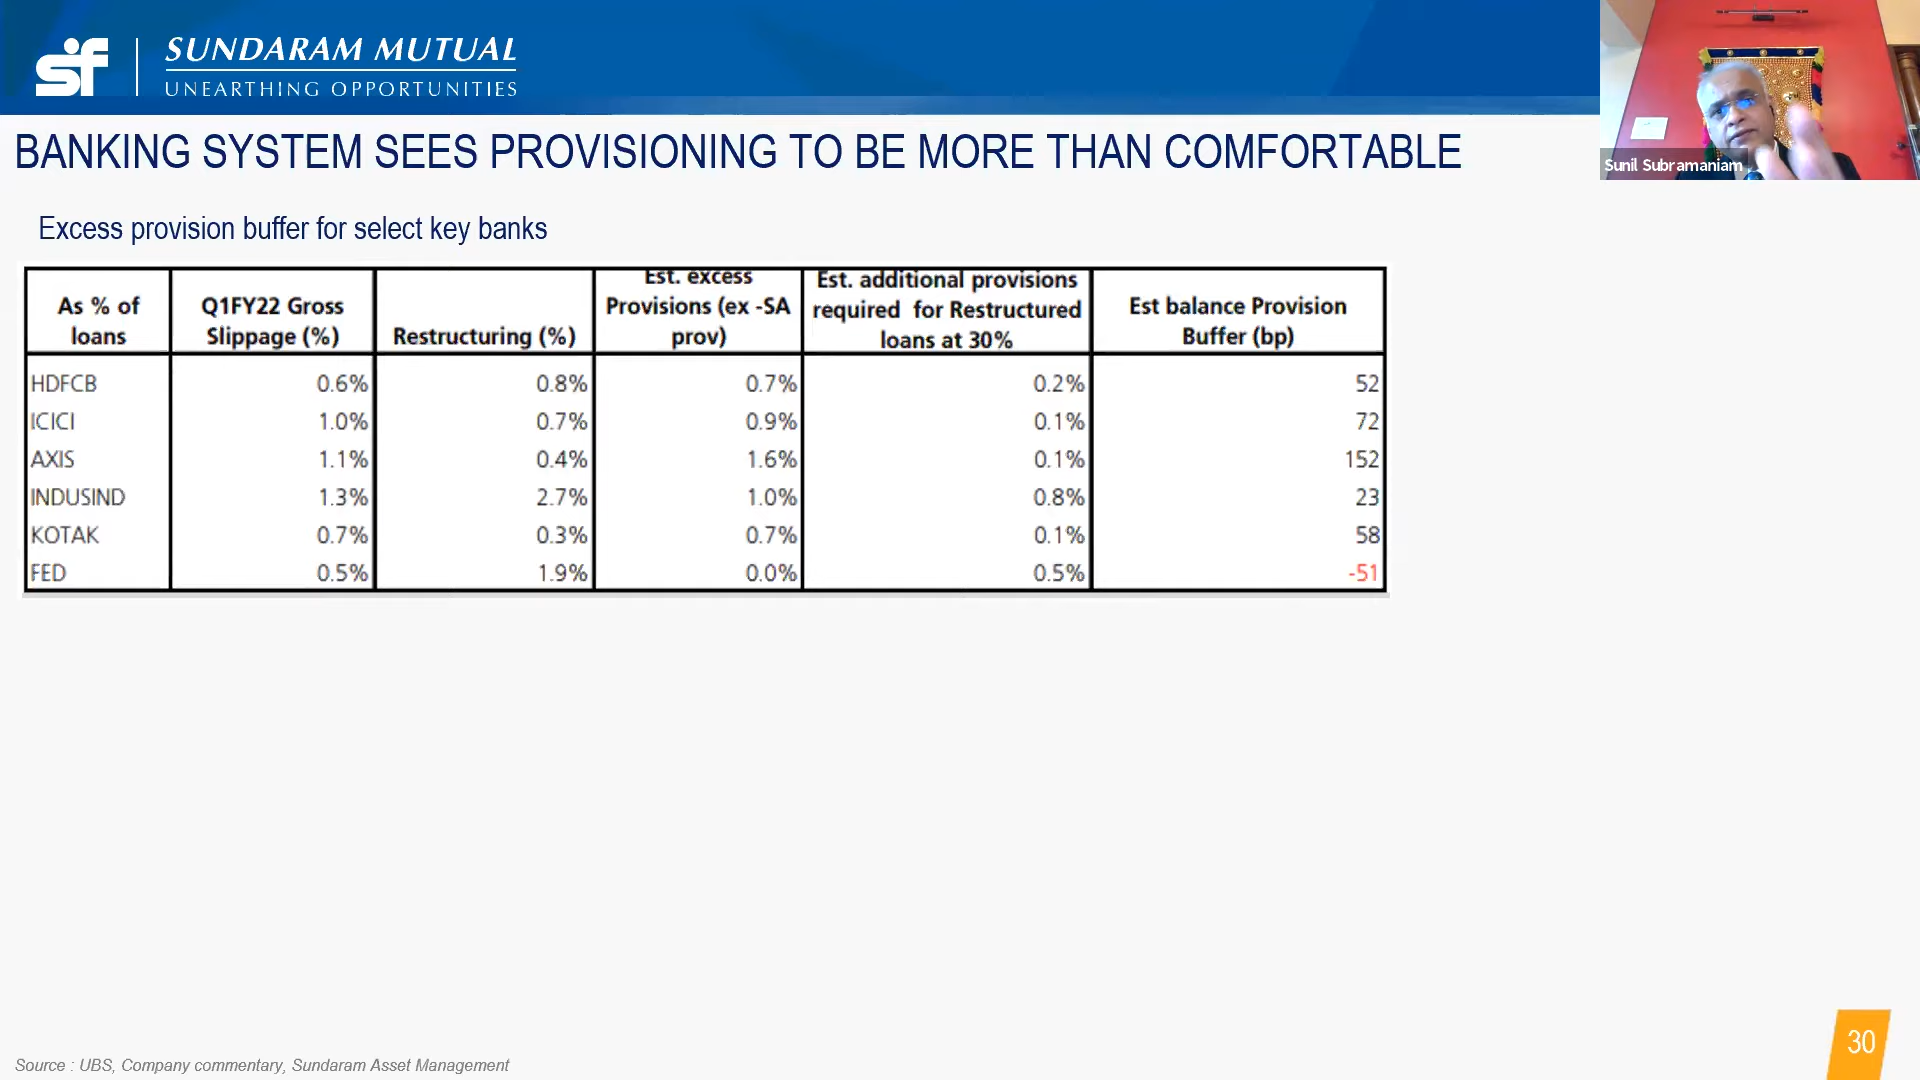 sf
SUNDARAM MUTUAL
UNEARTHING OPPORTUNITIES
Sunil Subramaniam
BANKING SYSTEM SEES PROVISIONING TO BE MORE THAN COMFORTABLE
Excess provision buffer for select key banks
As % of loans | Q1FY22 Gross Slippage (%) | Restructuring (%) | Est. excess Provisions (ex -SA prov) | Est. additional provisions required for Restructured loans at 30% | Est balance Provision Buffer (bp)
HDFCB 0.6% 0.8% 0.7% 0.2% 52
ICICI 1.0% 0.7% 0.9% 0.1% 72
AXIS 1.1% 0.4% 1.6% 0.1% 152
INDUSIND 1.3% 2.7% 1.0% 0.8% 23
KOTAK 0.7% 0.3% 0.7% 0.1% 58
FED 0.5% 1.9% 0.0% 0.5% -51
Source : UBS, Company commentary, Sundaram Asset Management
30